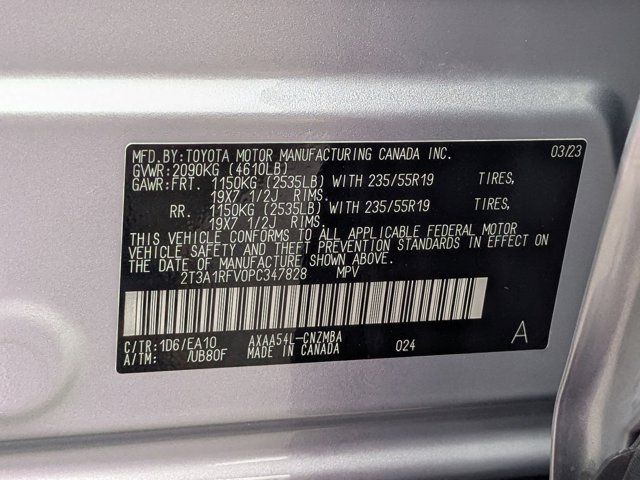 MFD.BY:TOYOTA MOTOR MANUFACTURING CANADA INC. 03/23
GVWR:2090KG (4610LB)
GAWR:FRT. 1150KG (2535LB) WITH 235/55R19 TIRES,
19X7 1/2J RIMS.
RR. 1150KG (2535LB) WITH 235/55R19 TIRES,
19X7 1/2J RIMS.
THIS VEHICLE CONFORMS TO ALL APPLICABLE FEDERAL MOTOR
VEHICLE SAFETY AND THEFT PREVENTION STANDARDS IN EFFECT ON
THE DATE OF MANUFACTURE SHOWN ABOVE.
2T3A1RFV0PC347828 MPV
C/TR:1D6/EA10 AXAA54L-CNZMBA 024 A
A/TM: /UB80F MADE IN CANADA